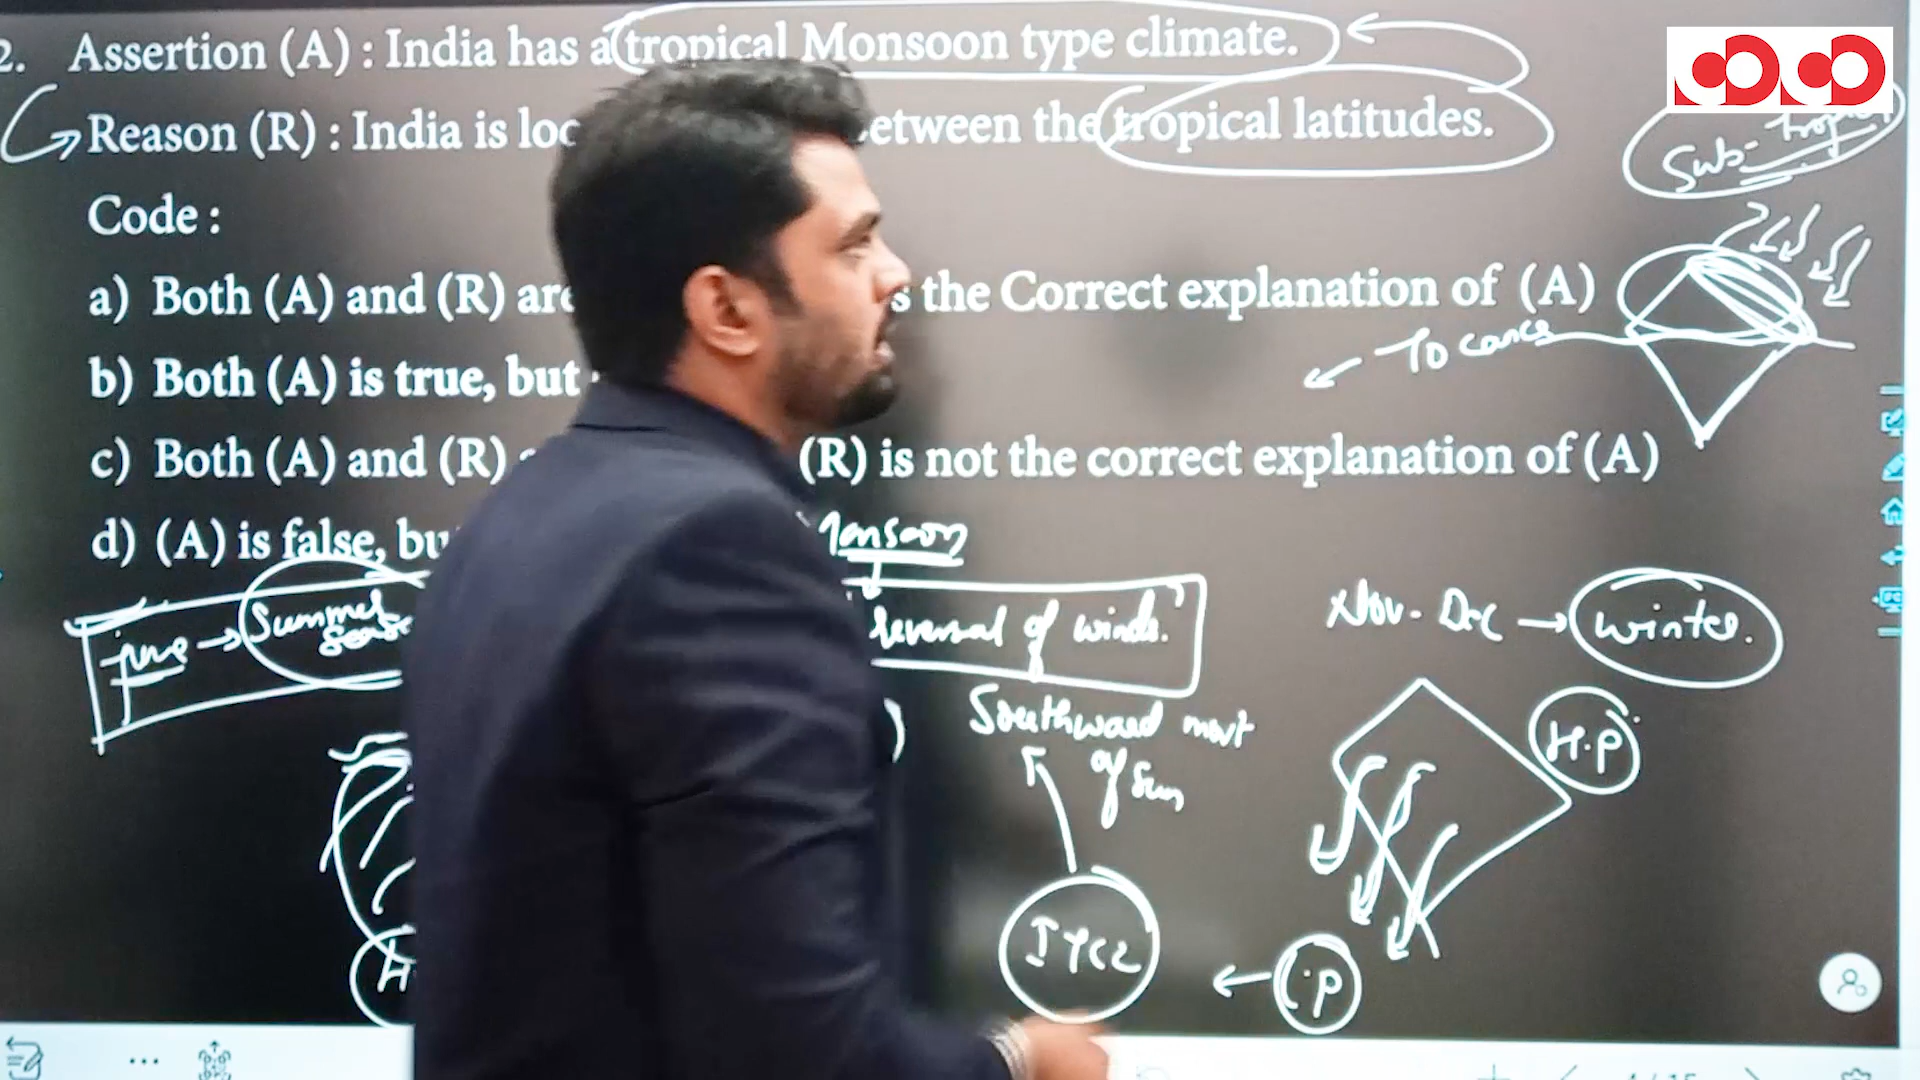 2. Assertion (A) : India has a tropical Monsoon type climate.
Reason (R) : India is loc etween the tropical latitudes.
Sub-Tropical
Code :
a) Both (A) and (R) are s the Correct explanation of (A)
To cance
b) Both (A) is true, but
c) Both (A) and (R) (R) is not the correct explanation of (A)
d) (A) is false, bu
Monsoon
june → Summer
reversal of winds.
Nov - Dec → winter.
Southward movt
of Sun
H.P
ITCZ